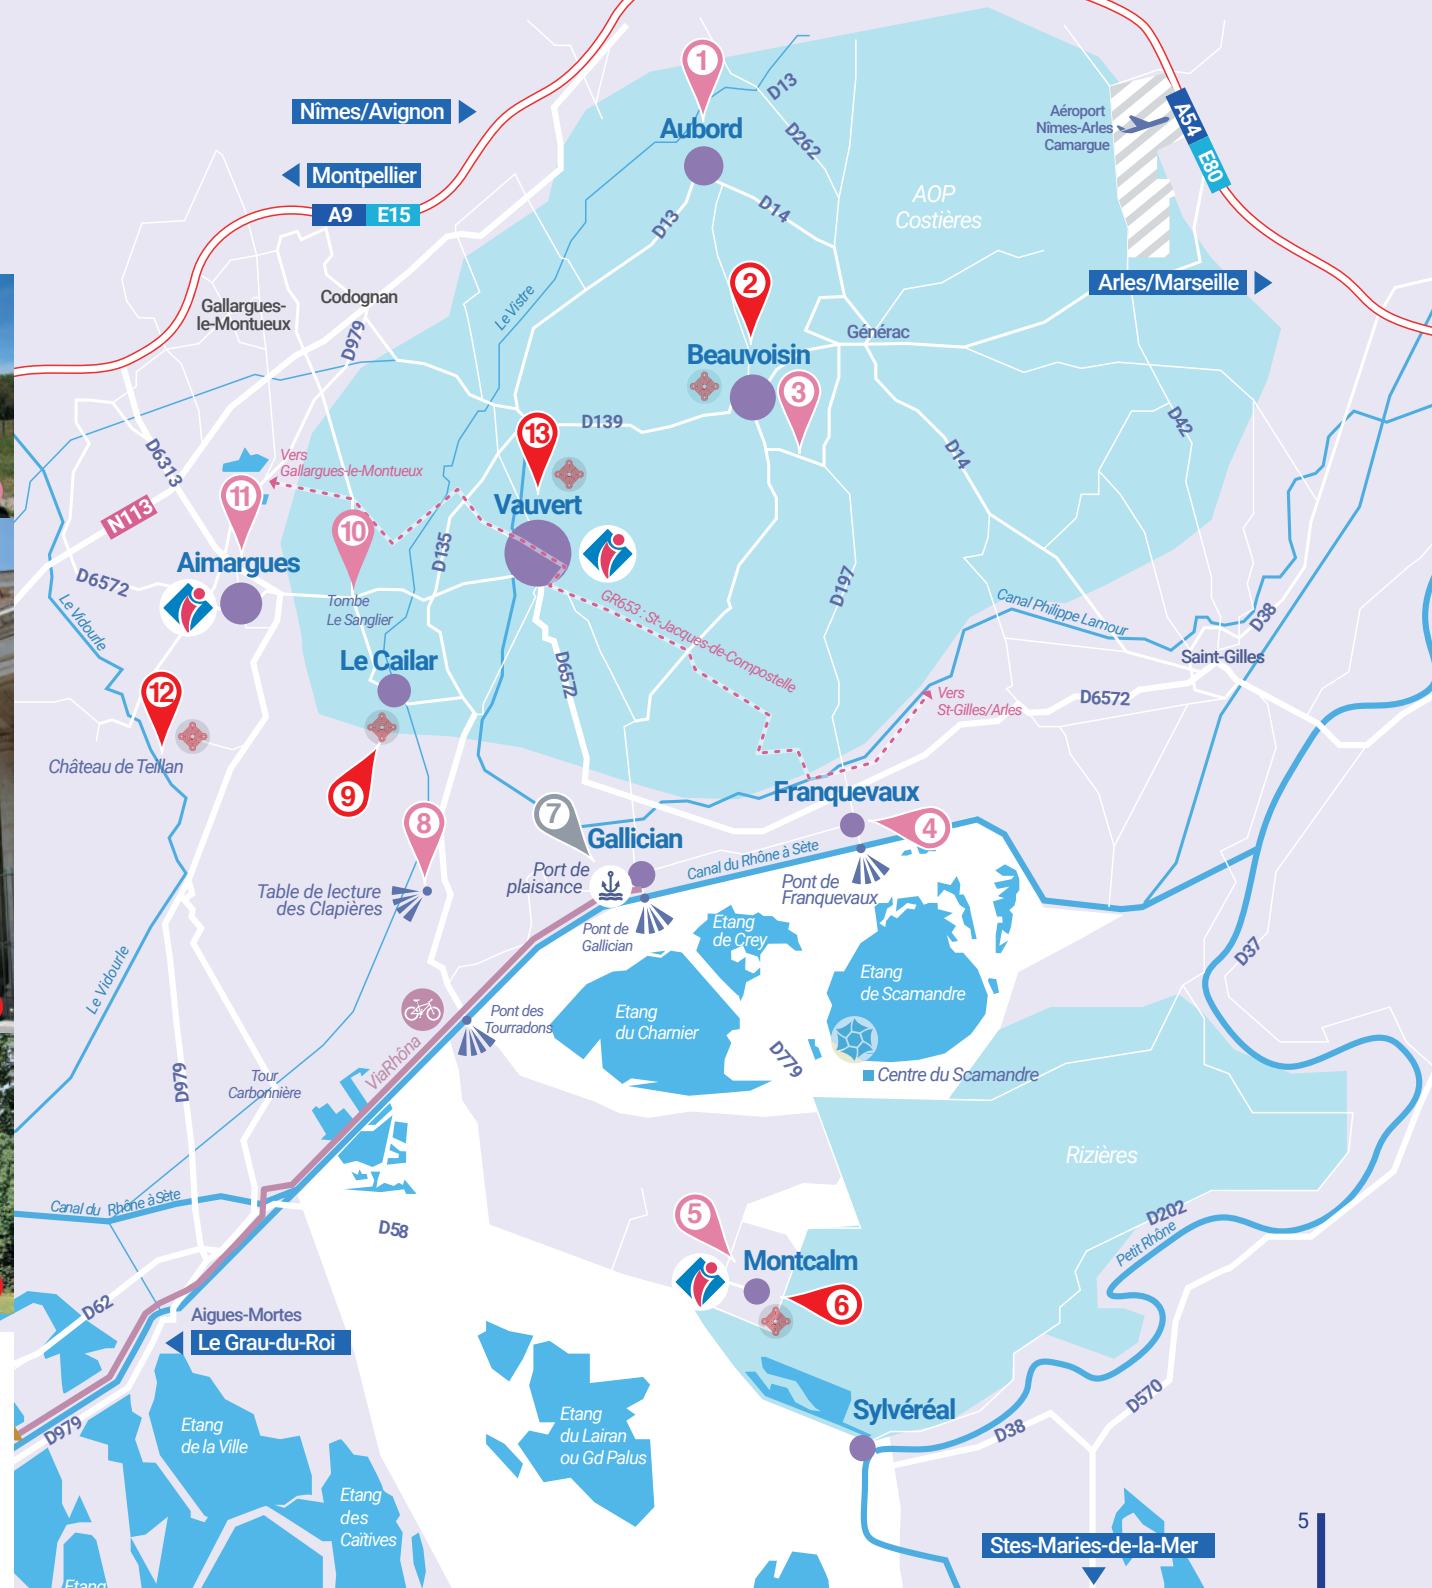 1
D13
Nîmes/Avignon
Aubord
D262
Aéroport
Nîmes-Arles
Camargue
A54
E80
Montpellier
A9 E15
D13
D14
AOP
Costières
Arles/Marseille
2
Gallargues-
le-Montueux
Codognan
D979
Le Vistre
Générac
Beauvoisin
3
D139
D42
D14
13
D6313
Vers
Gallargues-le-Montueux
11
N113
10
Vauvert
D135
Aimargues
D6572
Le Vidourle
Tombe
Le Sanglier
D197
GR653 : St-Jacques-de-Compostelle
Canal Philippe Lamour
D38
Saint-Gilles
Le Cailar
D6572
12
Vers
St-Gilles/Arles
D6572
Château de Teillan
9
8
7
Franquevaux
4
Gallician
Port de
plaisance
Canal du Rhône à Sète
Pont de
Franquevaux
Table de lecture
des Clapières
Pont de
Gallician
Etang
de Crey
Etang
de Scamandre
D37
Le Vidourle
Etang
du Charnier
Pont des
Tourradons
ViaRhôna
D779
Centre du Scamandre
D979
Tour
Carbonnière
Rizières
Canal du Rhône à Sète
D58
5
D202
Petit Rhône
Montcalm
6
D62
Aigues-Mortes
Le Grau-du-Roi
D979
Etang
de la Ville
Etang
du Lairan
ou Gd Palus
Sylvéréal
D38
D570
Etang
des
Caïtives
Stes-Maries-de-la-Mer
5
Etang